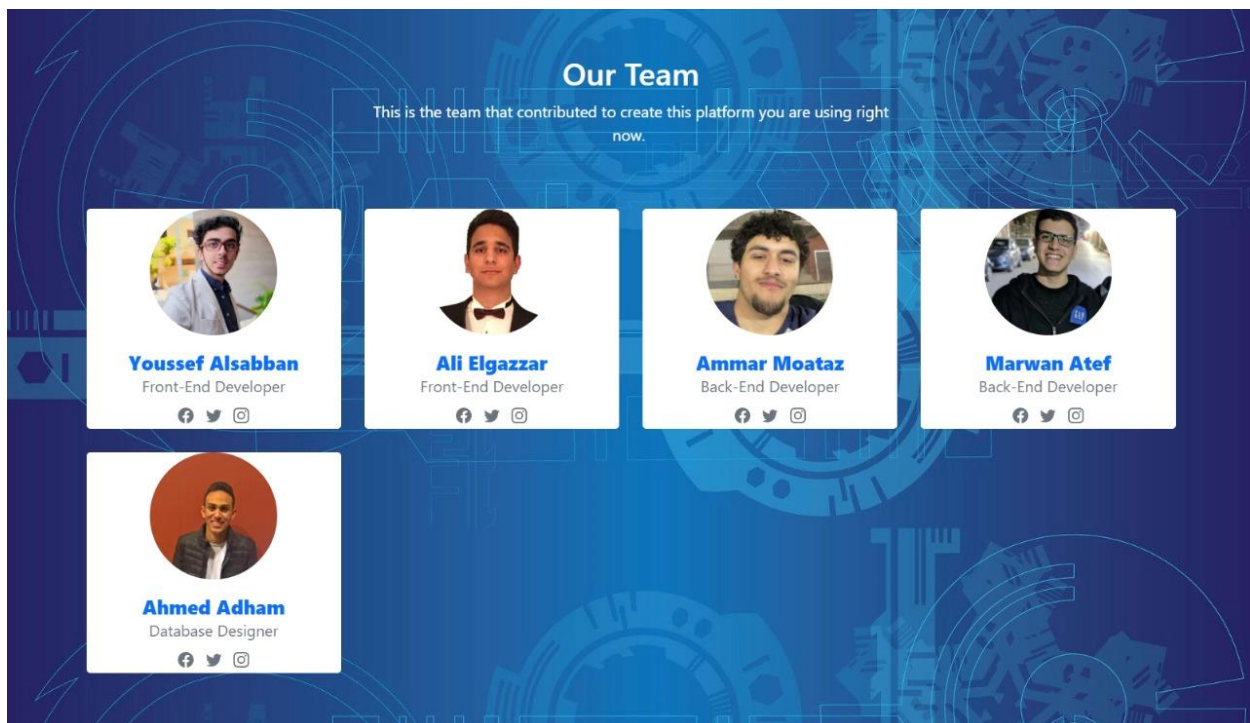 Our Team
This is the team that contributed to create this platform you are using right
now.
Youssef Alsabban
Front-End Developer
Ali Elgazzar
Front-End Developer
Ammar Moataz
Back-End Developer
Marwan Atef
Back-End Developer
Ahmed Adham
Database Designer